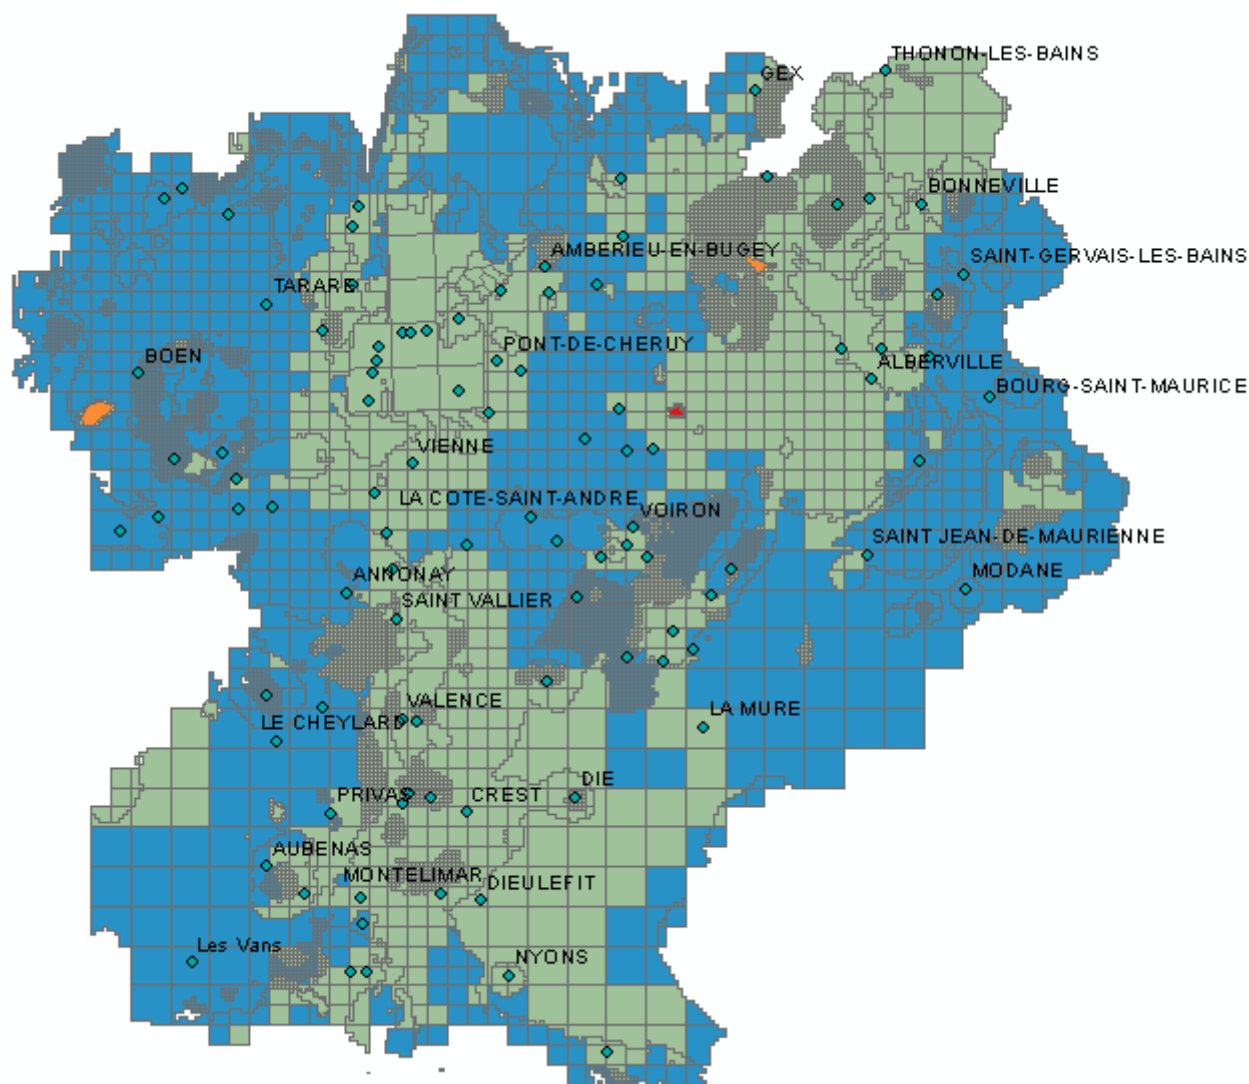 THONON-LES-BAINS
GEX
BONNEVILLE
AMBERIEU-EN-BUGEY
SAINT-GERVAIS-LES-BAINS
TARARE
PONT-DE-CHERUY
BOEN
ALBERVILLE
BOURG-SAINT-MAURICE
VIENNE
LA COTE-SAINT-ANDRE
VOIRON
SAINT JEAN-DE-MAURIENNE
MODANE
ANNONAY
SAINT VALLIER
VALENCE
LA MURE
LE CHEYLARD
DIE
PRIVAS
CREST
AUBENAS
MONTELIMAR
DIEULEFIT
Les Vans
NYONS